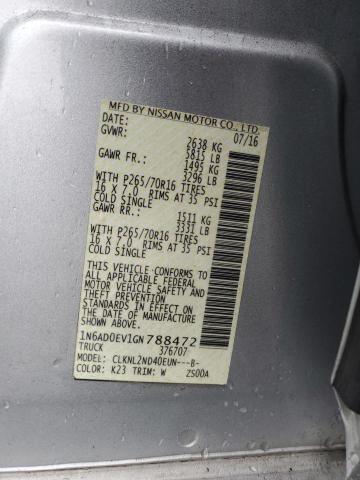 MFD BY NISSAN MOTOR CO., LTD.
DATE: 07/16
GVWR: 2638 KG
5815 LB
GAWR FR: 1495 KG
3296 LB
WITH P265/70R16 TIRES
16 X 7.0 RIMS AT 35 PSI
COLD SINGLE
GAWR RR: 1511 KG
3331 LB
WITH P265/70R16 TIRES
16 X 7.0 RIMS AT 35 PSI
COLD SINGLE
THIS VEHICLE CONFORMS TO
ALL APPLICABLE FEDERAL
MOTOR VEHICLE SAFETY AND
THEFT PREVENTION
STANDARDS IN EFFECT ON
THE DATE OF MANUFACTURE
SHOWN ABOVE.
1N6AD0EV1GN788472
TRUCK 376707
MODEL: CLKNL2ND40EUN---B-
COLOR: K23 TRIM: W ZS00A